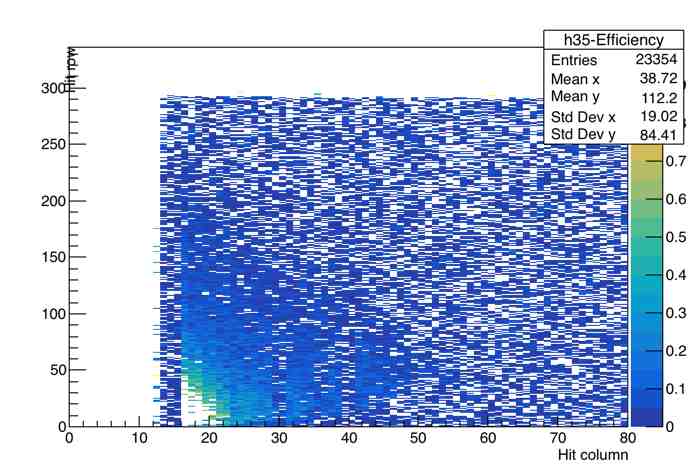 h35-Efficiency
Entries 23354
Mean x 38.72
Mean y 112.2
Std Dev x 19.02
Std Dev y 84.41
300
250
200
150
100
50
0
0 10 20 30 40 50 60 70 80
Hit column
0.7
0.6
0.5
0.4
0.3
0.2
0.1
0